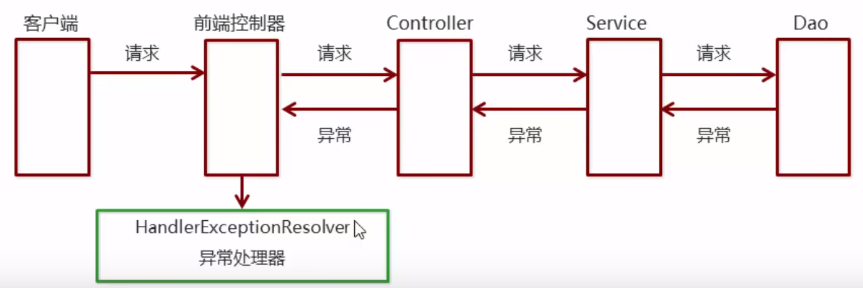 客户端 前端控制器 Controller Service Dao
请求 请求 请求 请求
异常 异常 异常
HandlerExceptionResolver
异常处理器